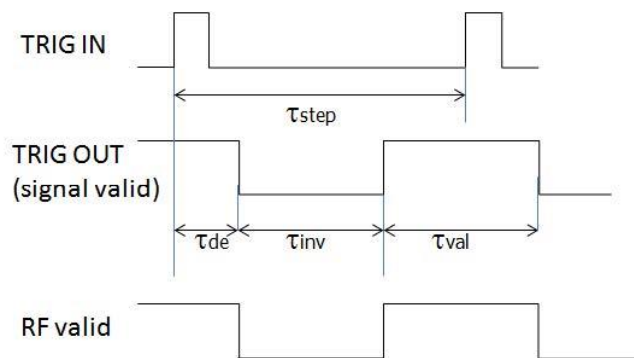 TRIG IN
τstep
TRIG OUT
(signal valid)
τde
τinv
τval
RF valid